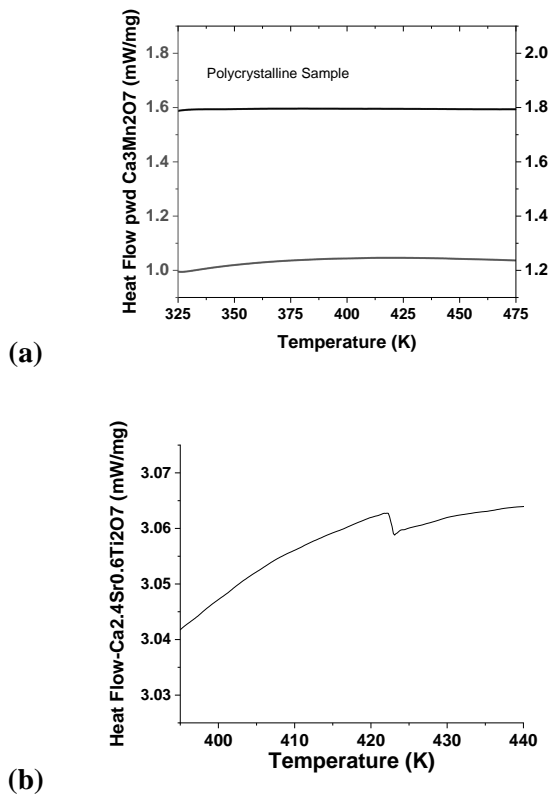 Heat Flow pwd Ca3Mn2O7 (mW/mg)
1.8
1.6
1.4
1.2
1.0
Polycrystalline Sample
2.0
1.8
1.6
1.4
1.2
325 350 375 400 425 450 475
Temperature (K)
(a)
Heat Flow-Ca2.4Sr0.6Ti2O7 (mW/mg)
3.07
3.06
3.05
3.04
3.03
400 410 420 430 440
Temperature (K)
(b)